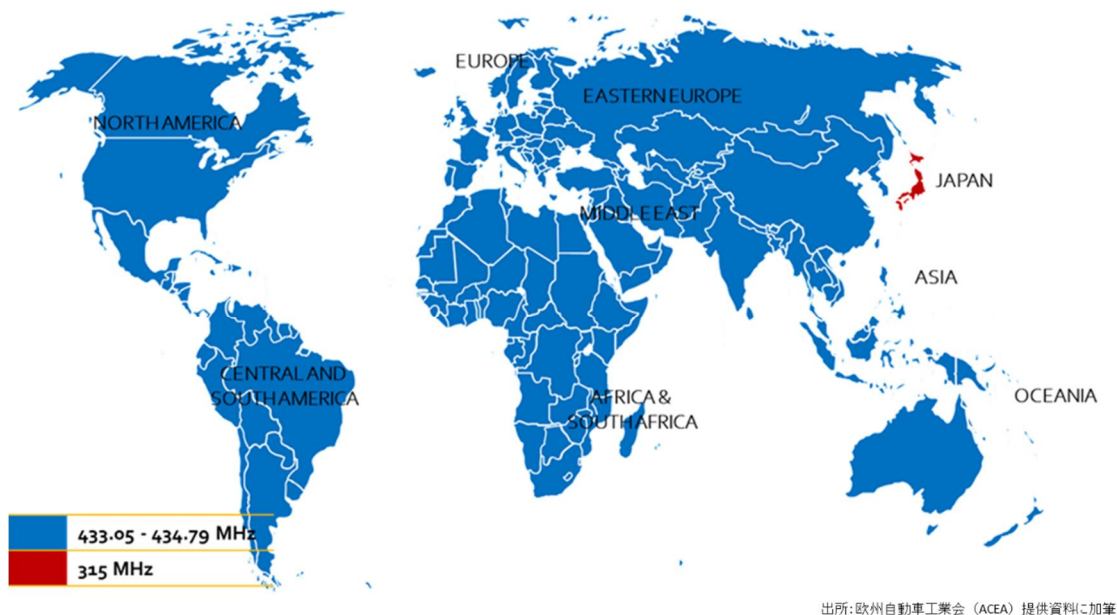 EUROPE
EASTERN EUROPE
NORTH AMERICA
JAPAN
MIDDLE EAST
ASIA
CENTRAL AND
SOUTH AMERICA
AFRICA &
SOUTH AFRICA
OCEANIA
433.05 - 434.79 MHz
315 MHz
出所:欧州自動車工業会(ACEA)提供資料に加筆